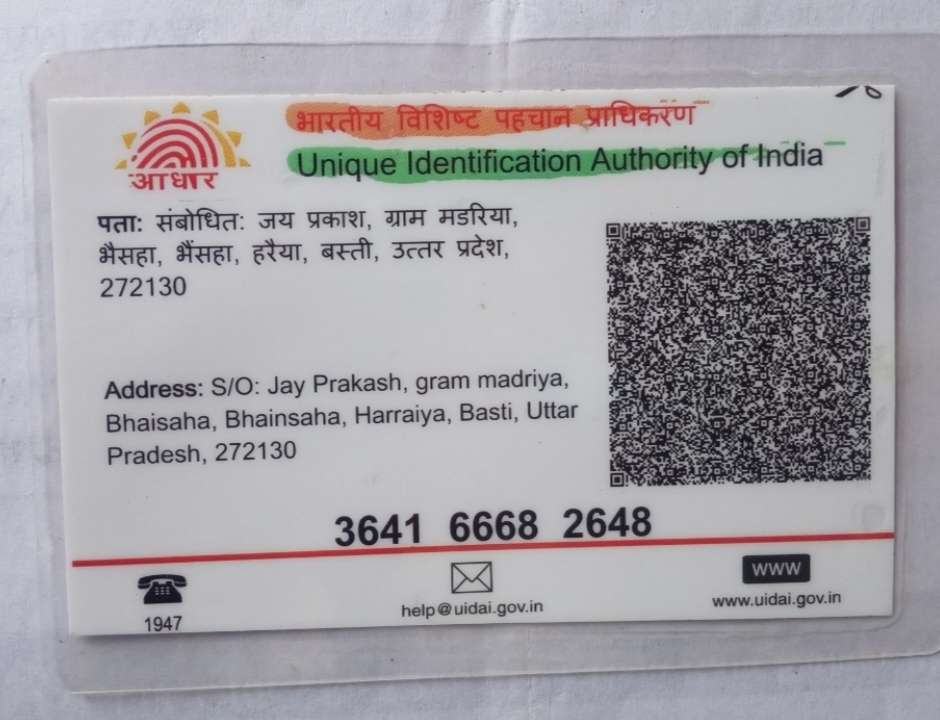 भारतीय विशिष्ट पहचान प्राधिकरण
Unique Identification Authority of India
आधार
पता: संबोधित: जय प्रकाश, ग्राम मडरिया,
भैसहा, भैंसहा, हरैया, बस्ती, उत्तर प्रदेश,
272130
Address: S/O: Jay Prakash, gram madriya,
Bhaisaha, Bhainsaha, Harraiya, Basti, Uttar
Pradesh, 272130
3641 6668 2648
1947
help@uidai.gov.in
www
www.uidai.gov.in